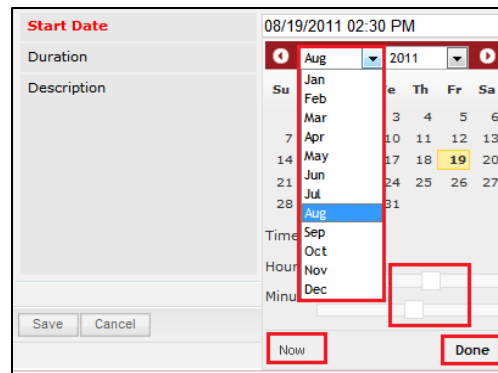 Start Date
08/19/2011 02:30 PM
Duration
Aug 2011
Description
Su e Th Fr Sa
Jan
Feb
Mar
Apr
May
Jun
Jul
Aug
Sep
Oct
Nov
Dec
3 4 5 6
7 10 11 12 13
14 17 18 19 20
21 24 25 26 27
28 31
Time
Hour
Minu
Save Cancel
Now Done